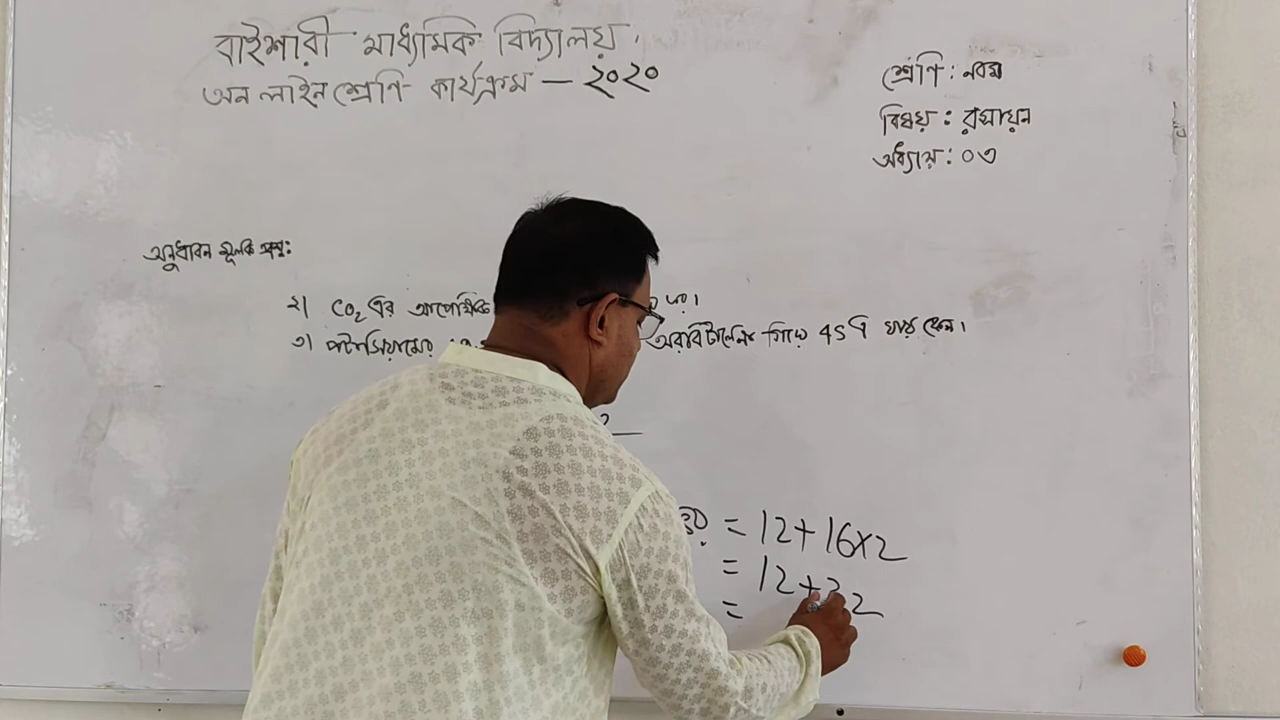 বাইশারী মাধ্যমিক বিদ্যালয়।
অন লাইন শ্রেণি কার্যক্রম — ২০২০
শ্রেণি : নবম
বিষয় : রসায়ন
অধ্যায় : ০৩
অনুধাবন মূলক প্রশ্ন:
২। CO₂ এর আপেক্ষিক
৩। পটাসিয়ামের অরবিটালে না গিয়ে 4S এ যায় কেন।
= 12+16×2
= 12+32
=